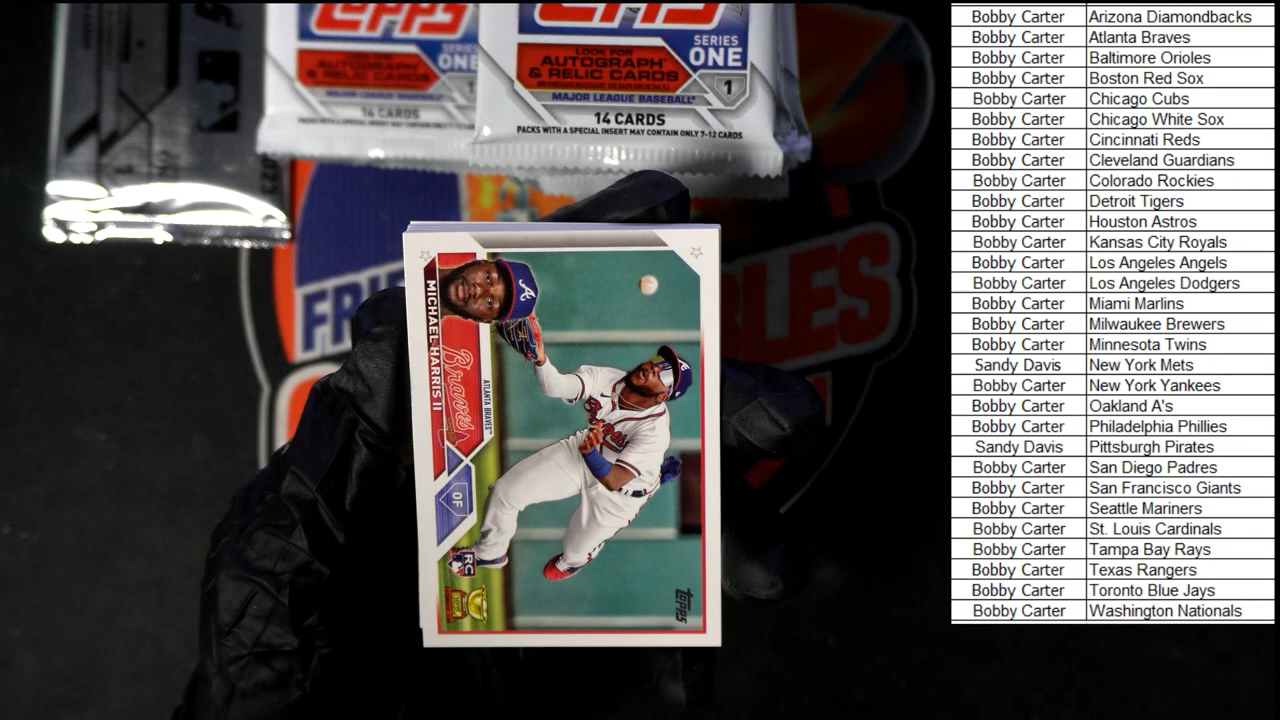 TOPPS
SERIES
ONE
LOOK FOR
AUTOGRAPH
& RELIC CARDS
MAJOR LEAGUE BASEBALL
14 CARDS
SERIES
ONE
1
LOOK FOR
AUTOGRAPH®
& RELIC CARDS
MAJOR LEAGUE BASEBALL®
14 CARDS
PACKS WITH A SPECIAL INSERT MAY CONTAIN ONLY 7-12 CARDS
MICHAEL HARRIS II
Braves
ATLANTA BRAVES™
OF
RC
Braves
topps
Bobby Carter Arizona Diamondbacks
Bobby Carter Atlanta Braves
Bobby Carter Baltimore Orioles
Bobby Carter Boston Red Sox
Bobby Carter Chicago Cubs
Bobby Carter Chicago White Sox
Bobby Carter Cincinnati Reds
Bobby Carter Cleveland Guardians
Bobby Carter Colorado Rockies
Bobby Carter Detroit Tigers
Bobby Carter Houston Astros
Bobby Carter Kansas City Royals
Bobby Carter Los Angeles Angels
Bobby Carter Los Angeles Dodgers
Bobby Carter Miami Marlins
Bobby Carter Milwaukee Brewers
Bobby Carter Minnesota Twins
Sandy Davis New York Mets
Bobby Carter New York Yankees
Bobby Carter Oakland A's
Bobby Carter Philadelphia Phillies
Sandy Davis Pittsburgh Pirates
Bobby Carter San Diego Padres
Bobby Carter San Francisco Giants
Bobby Carter Seattle Mariners
Bobby Carter St. Louis Cardinals
Bobby Carter Tampa Bay Rays
Bobby Carter Texas Rangers
Bobby Carter Toronto Blue Jays
Bobby Carter Washington Nationals